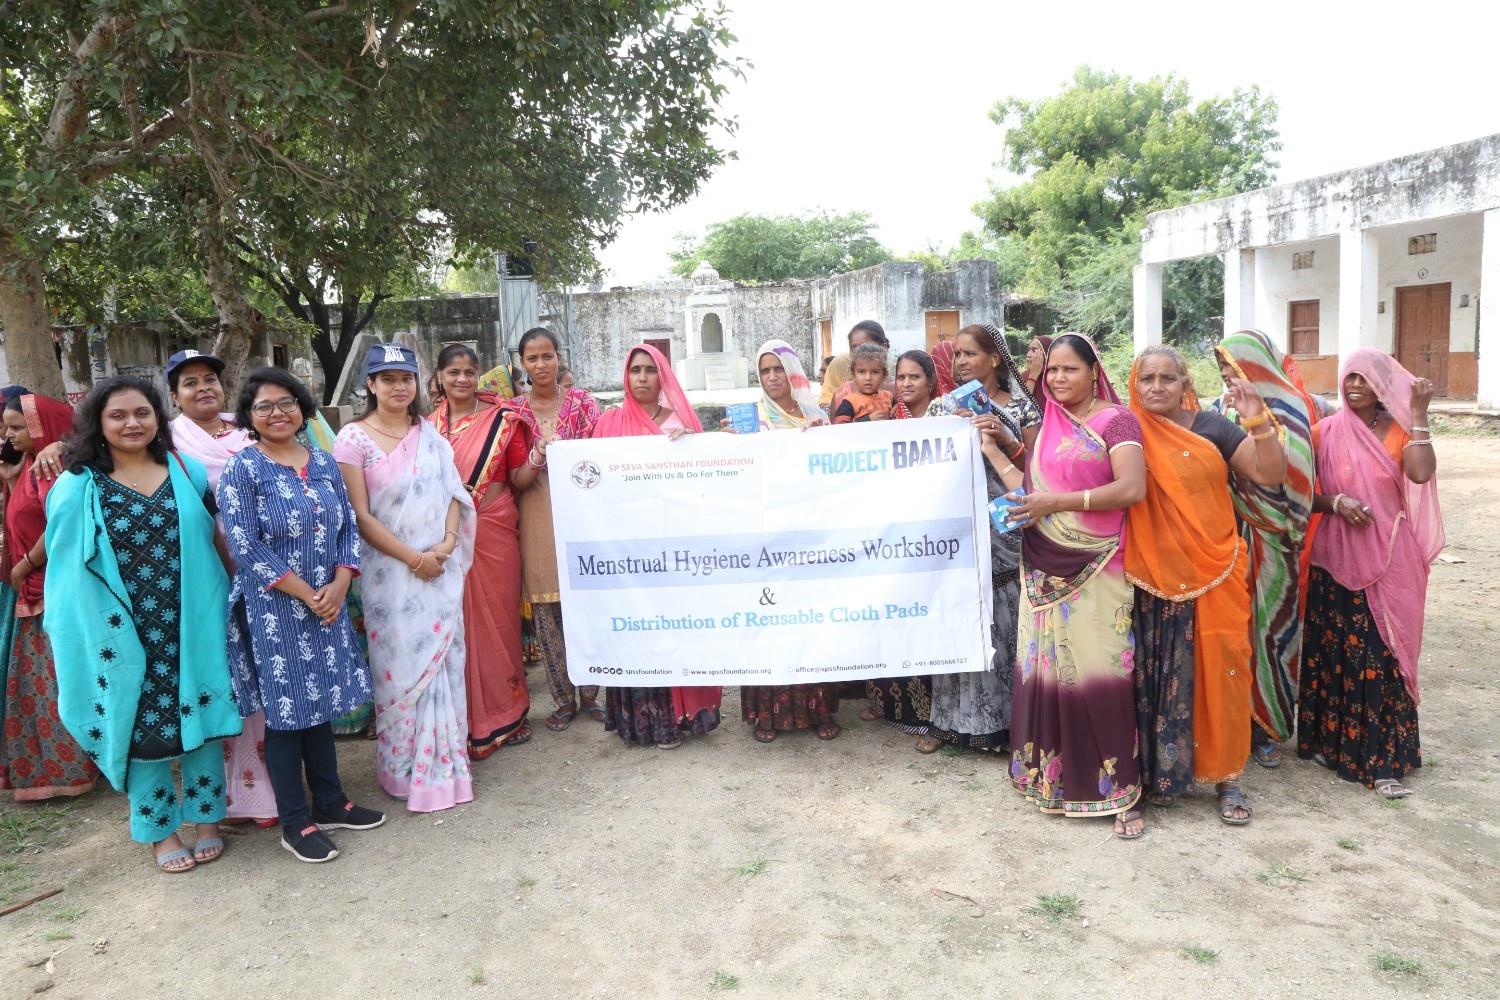 SP SEVA SANSTHAN FOUNDATION
"Join With Us & Do For Them"
PROJECT BAALA
Menstrual Hygiene Awareness Workshop
&
Distribution of Reusable Cloth Pads
spssfoundation
www.spssfoundation.org
office@spssfoundation.org
+91-8005666127